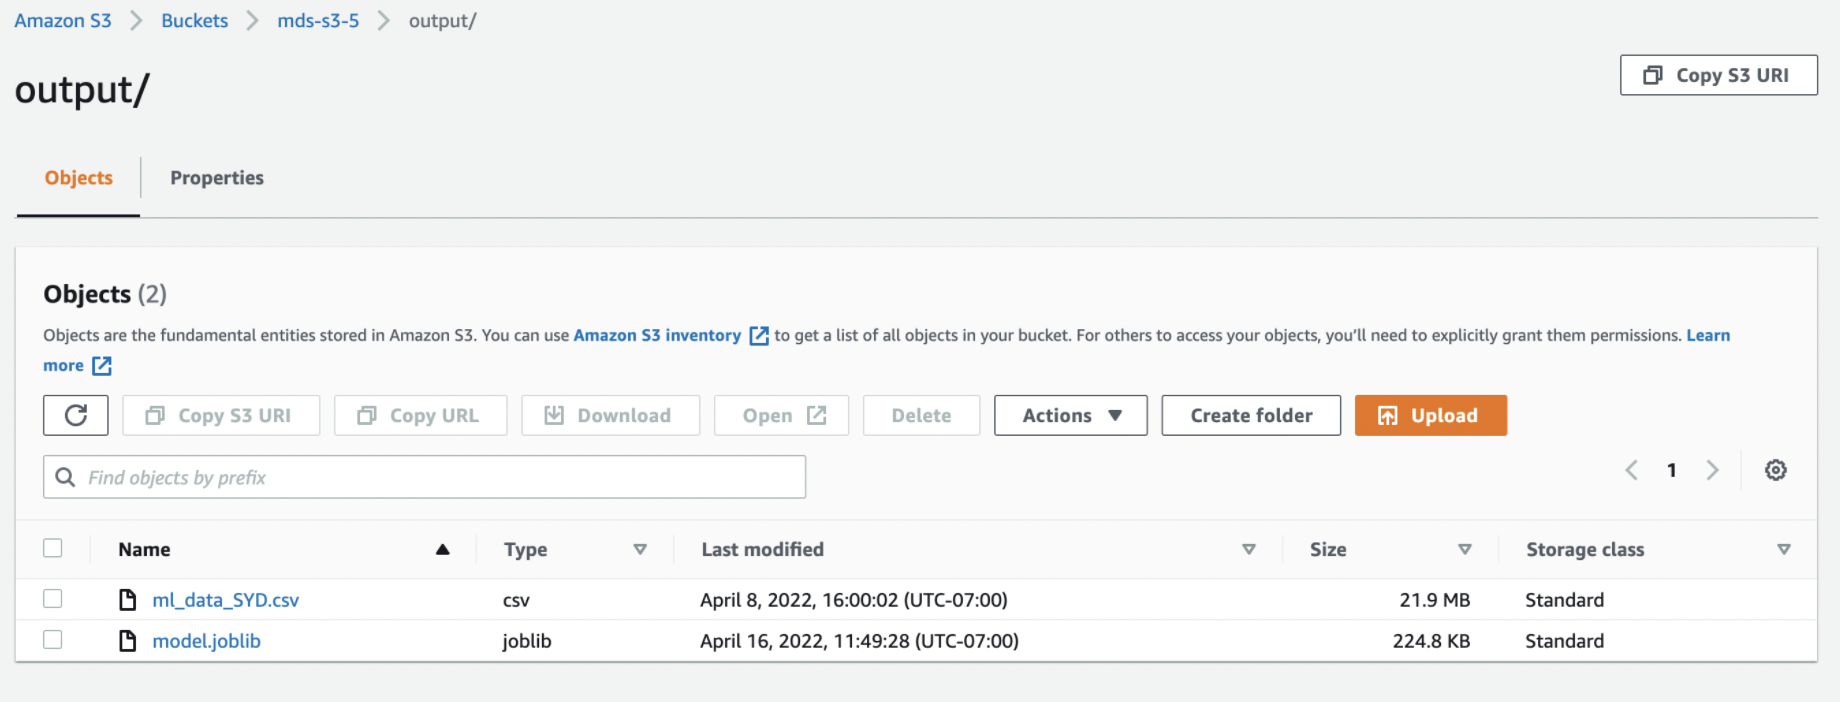 Amazon S3 > Buckets > mds-s3-5 > output/
output/
Copy S3 URI
Objects Properties
Objects (2)
Objects are the fundamental entities stored in Amazon S3. You can use Amazon S3 inventory to get a list of all objects in your bucket. For others to access your objects, you'll need to explicitly grant them permissions. Learn
more
Copy S3 URI Copy URL Download Open Delete Actions Create folder Upload
Find objects by prefix
1
Name Type Last modified Size Storage class
ml_data_SYD.csv csv April 8, 2022, 16:00:02 (UTC-07:00) 21.9 MB Standard
model.joblib joblib April 16, 2022, 11:49:28 (UTC-07:00) 224.8 KB Standard